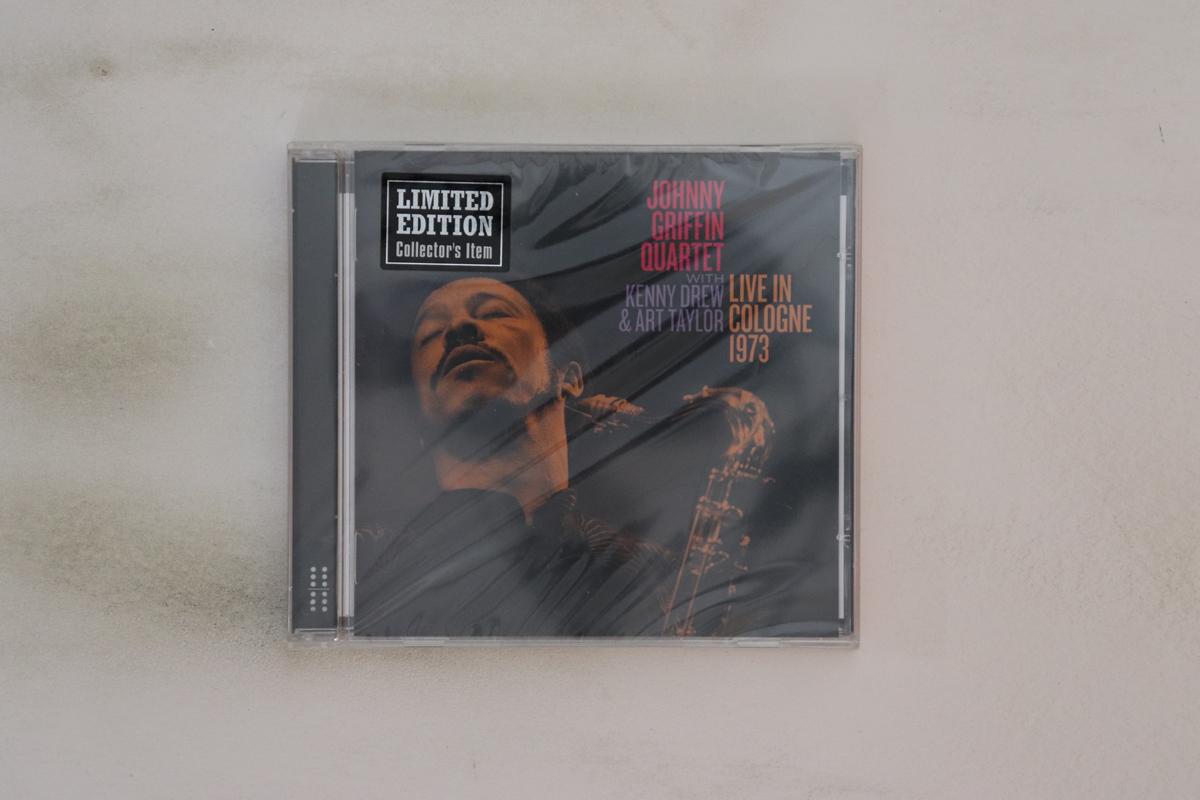 LIMITED
EDITION
Collector's Item
JOHNNY
GRIFFIN
QUARTET
WITH
KENNY DREW
& ART TAYLOR
LIVE IN
COLOGNE
1973